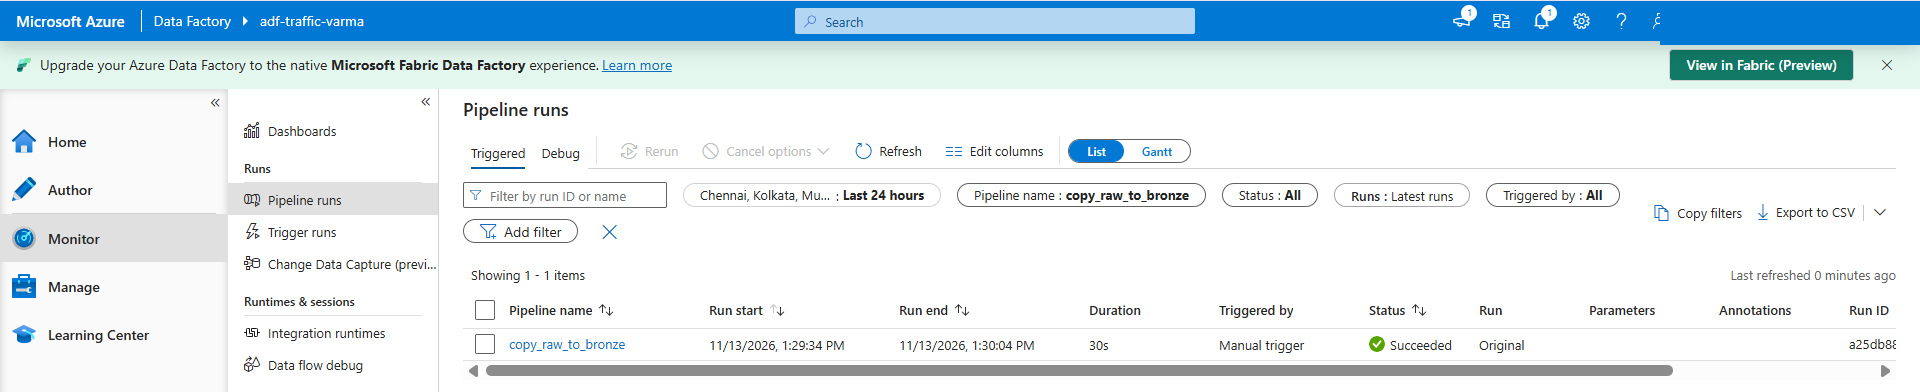 Microsoft Azure Data Factory adf-traffic-varma Search 1 1
Upgrade your Azure Data Factory to the native Microsoft Fabric Data Factory experience. Learn more View in Fabric (Preview)
Home
Author
Monitor
Manage
Learning Center
Dashboards
Runs
Pipeline runs
Trigger runs
Change Data Capture (previ...
Runtimes & sessions
Integration runtimes
Data flow debug
Pipeline runs
Triggered Debug Rerun Cancel options Refresh Edit columns List Gantt
Filter by run ID or name Chennai, Kolkata, Mu... : Last 24 hours Pipeline name : copy_raw_to_bronze Status : All Runs : Latest runs Triggered by : All
Copy filters Export to CSV
Add filter
Showing 1 - 1 items Last refreshed 0 minutes ago
Pipeline name Run start Run end Duration Triggered by Status Run Parameters Annotations Run ID
copy_raw_to_bronze 11/13/2026, 1:29:34 PM 11/13/2026, 1:30:04 PM 30s Manual trigger Succeeded Original a25db88